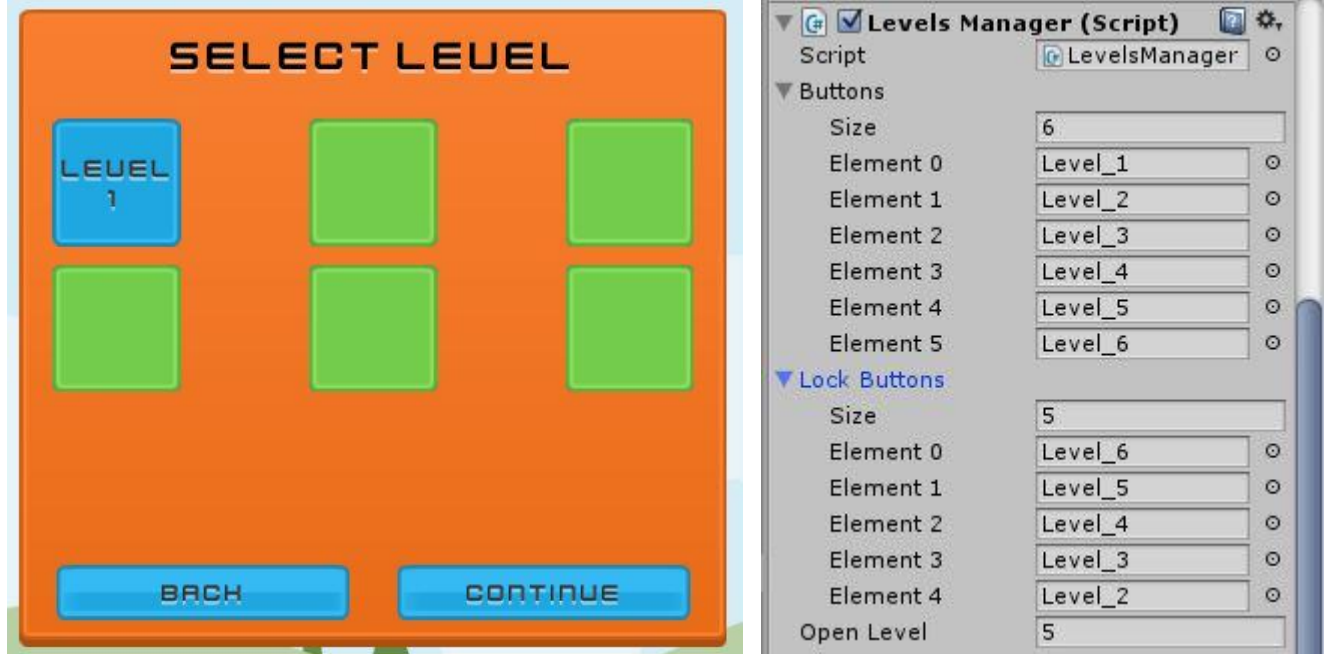 SELECT LEVEL
LEVEL
1
BACK
CONTINUE
Levels Manager (Script)
Script LevelsManager
Buttons
Size 6
Element 0 Level_1
Element 1 Level_2
Element 2 Level_3
Element 3 Level_4
Element 4 Level_5
Element 5 Level_6
Lock Buttons
Size 5
Element 0 Level_6
Element 1 Level_5
Element 2 Level_4
Element 3 Level_3
Element 4 Level_2
Open Level 5